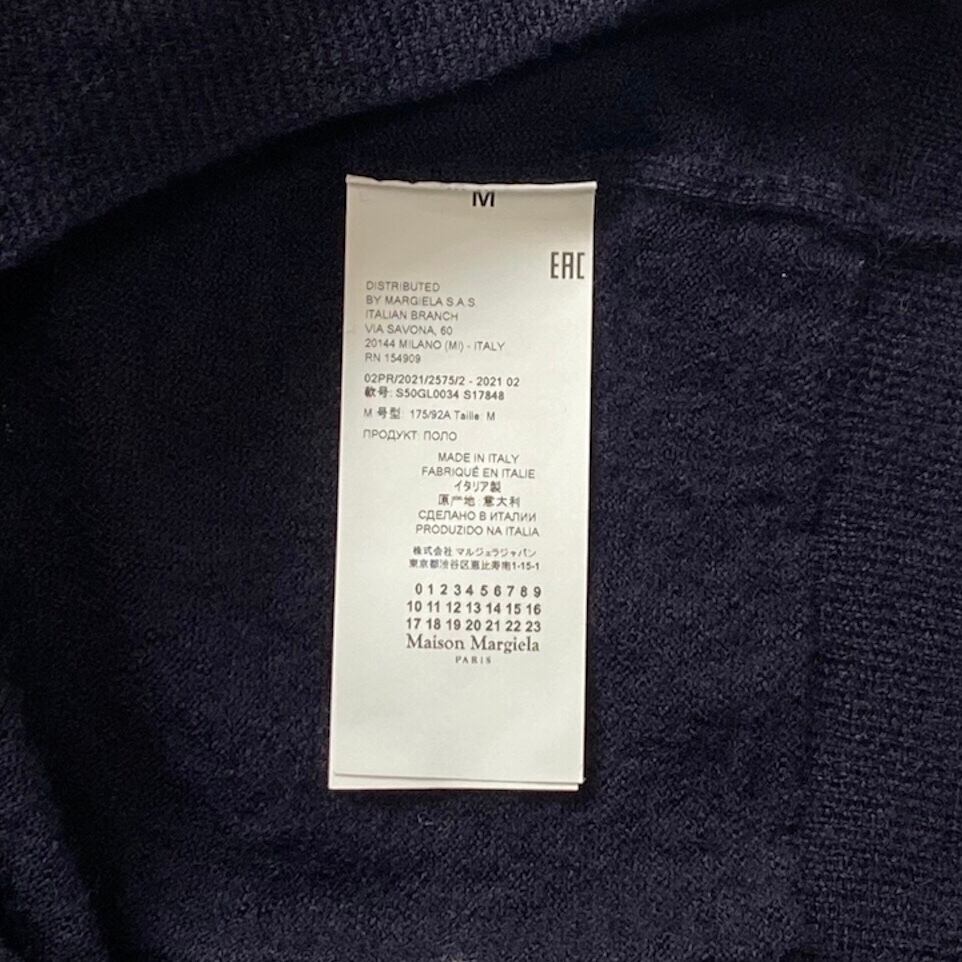 M
EAC
DISTRIBUTED
BY MARGIELA S.A.S.
ITALIAN BRANCH
VIA SAVONA, 60
20144 MILANO (MI) - ITALY
RN 154909
02PR/2021/2575/2 - 2021 02
款号: S50GL0034 S17848
M 号型: 175/92A Taille: M
ПРОДУКТ: ПОЛО
MADE IN ITALY
FABRIQUÉ EN ITALIE
イタリア製
原产地: 意大利
СДЕЛАНО В ИТАЛИИ
PRODUZIDO NA ITALIA
株式会社 マルジェラジャパン
東京都渋谷区恵比寿南1-15-1
0 1 2 3 4 5 6 7 8 9
10 11 12 13 14 15 16
17 18 19 20 21 22 23
Maison Margiela
PARIS